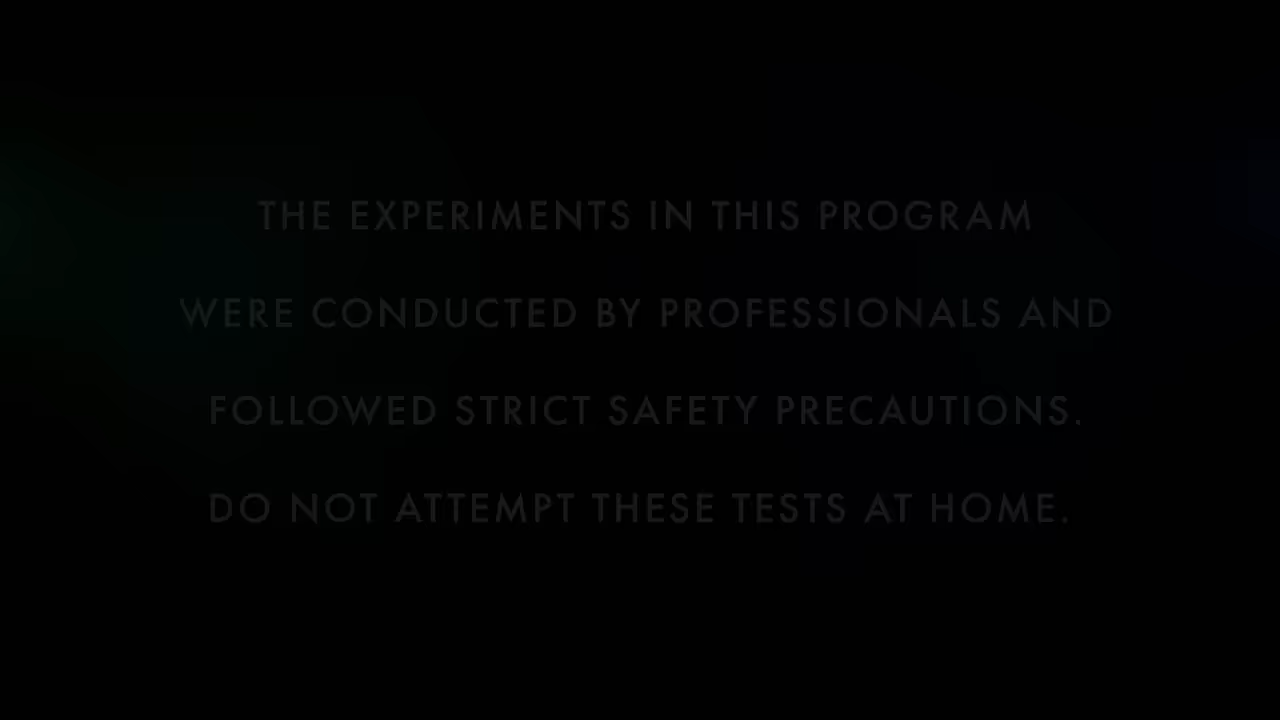 THE EXPERIMENTS IN THIS PROGRAM
WERE CONDUCTED BY PROFESSIONALS AND
FOLLOWED STRICT SAFETY PRECAUTIONS.
DO NOT ATTEMPT THESE TESTS AT HOME.